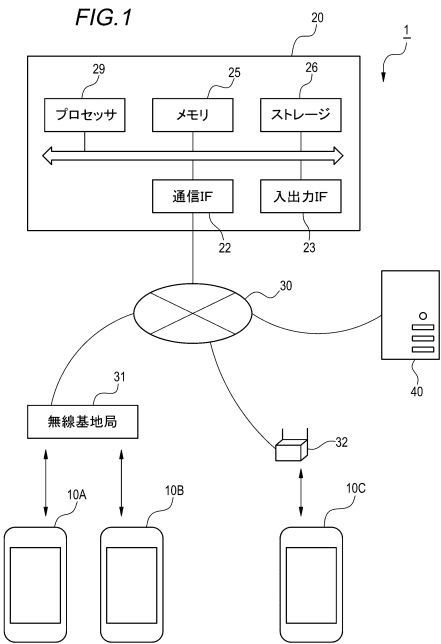 FIG.1
20
1
29
25
26
プロセッサ
メモリ
ストレージ
通信IF
入出力IF
22
23
30
40
31
無線基地局
32
10A
10B
10C